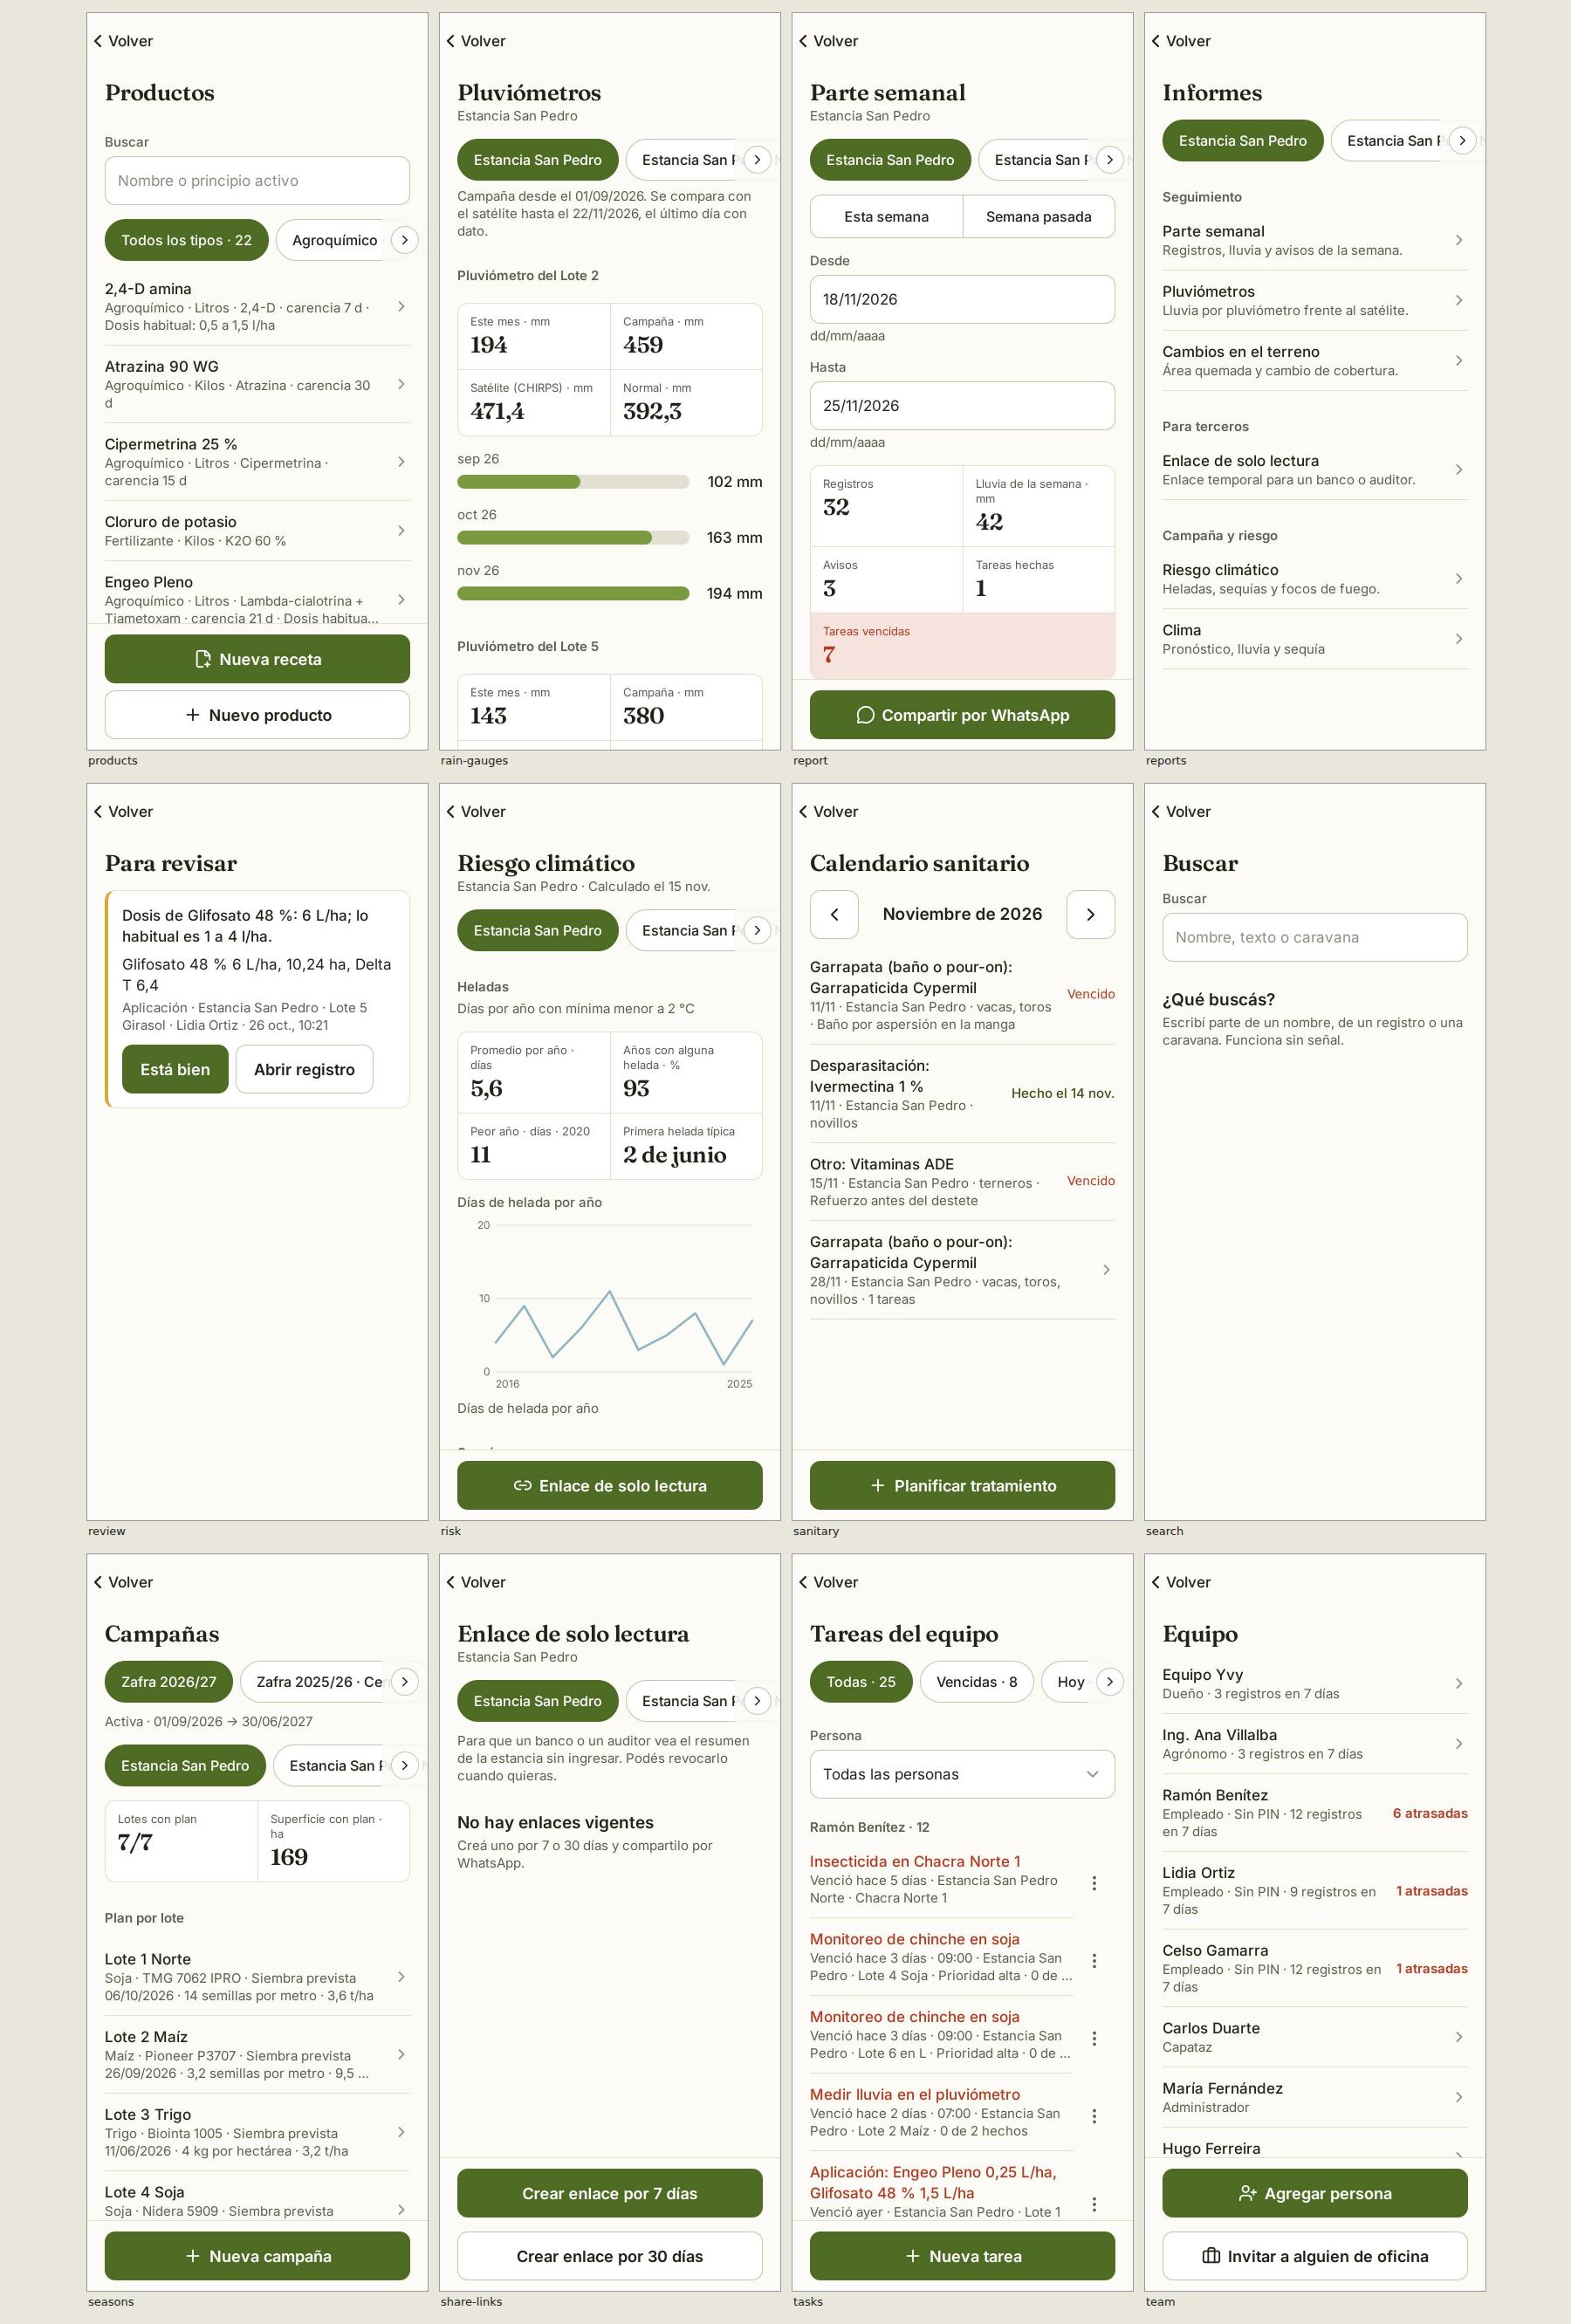 Volver
Productos
Buscar
Nombre o principio activo
Todos los tipos · 22
Agroquímico
2,4-D amina
Agroquímico · Litros · 2,4-D · carencia 7 d ·
Dosis habitual: 0,5 a 1,5 l/ha
Atrazina 90 WG
Agroquímico · Kilos · Atrazina · carencia 30
d
Cipermetrina 25 %
Agroquímico · Litros · Cipermetrina ·
carencia 15 d
Cloruro de potasio
Fertilizante · Kilos · K2O 60 %
Engeo Pleno
Agroquímico · Litros · Lambda-cialotrina +
Tiametoxam · carencia 21 d · Dosis habitua...
Nueva receta
Nuevo producto
products
Volver
Pluviómetros
Estancia San Pedro
Estancia San Pedro
Estancia San P
Campaña desde el 01/09/2026. Se compara con
el satélite hasta el 22/11/2026, el último día con
dato.
Pluviómetro del Lote 2
Este mes · mm
194
Campaña · mm
459
Satélite (CHIRPS) · mm
471,4
Normal · mm
392,3
sep 26
102 mm
oct 26
163 mm
nov 26
194 mm
Pluviómetro del Lote 5
Este mes · mm
143
Campaña · mm
380
rain-gauges
Volver
Parte semanal
Estancia San Pedro
Estancia San Pedro
Estancia San P
Esta semana
Semana pasada
Desde
18/11/2026
dd/mm/aaaa
Hasta
25/11/2026
dd/mm/aaaa
Registros
32
Lluvia de la semana ·
mm
42
Avisos
3
Tareas hechas
1
Tareas vencidas
7
Compartir por WhatsApp
report
Volver
Informes
Estancia San Pedro
Estancia San P
Seguimiento
Parte semanal
Registros, lluvia y avisos de la semana.
Pluviómetros
Lluvia por pluviómetro frente al satélite.
Cambios en el terreno
Área quemada y cambio de cobertura.
Para terceros
Enlace de solo lectura
Enlace temporal para un banco o auditor.
Campaña y riesgo
Riesgo climático
Heladas, sequías y focos de fuego.
Clima
Pronóstico, lluvia y sequía
reports
Volver
Para revisar
Dosis de Glifosato 48 %: 6 L/ha; lo
habitual es 1 a 4 l/ha.
Glifosato 48 % 6 L/ha, 10,24 ha, Delta
T 6,4
Aplicación · Estancia San Pedro · Lote 5
Girasol · Lidia Ortiz · 26 oct., 10:21
Está bien
Abrir registro
review
Volver
Riesgo climático
Estancia San Pedro · Calculado el 15 nov.
Estancia San Pedro
Estancia San P
Heladas
Días por año con mínima menor a 2 °C
Promedio por año ·
días
5,6
Años con alguna
helada · %
93
Peor año · días · 2020
11
Primera helada típica
2 de junio
Días de helada por año
20
10
0
2016
2025
Días de helada por año
Enlace de solo lectura
risk
Volver
Calendario sanitario
Noviembre de 2026
Garrapata (baño o pour-on):
Garrapaticida Cypermil
11/11 · Estancia San Pedro · vacas, toros
· Baño por aspersión en la manga
Vencido
Desparasitación:
Ivermectina 1 %
11/11 · Estancia San Pedro ·
novillos
Hecho el 14 nov.
Otro: Vitaminas ADE
15/11 · Estancia San Pedro · terneros ·
Refuerzo antes del destete
Vencido
Garrapata (baño o pour-on):
Garrapaticida Cypermil
28/11 · Estancia San Pedro · vacas, toros,
novillos · 1 tareas
Planificar tratamiento
sanitary
Volver
Buscar
Buscar
Nombre, texto o caravana
¿Qué buscás?
Escribí parte de un nombre, de un registro o una
caravana. Funciona sin señal.
search
Volver
Campañas
Zafra 2026/27
Zafra 2025/26 · Ce
Activa · 01/09/2026 → 30/06/2027
Estancia San Pedro
Estancia San P
Lotes con plan
7/7
Superficie con plan ·
ha
169
Plan por lote
Lote 1 Norte
Soja · TMG 7062 IPRO · Siembra prevista
06/10/2026 · 14 semillas por metro · 3,6 t/ha
Lote 2 Maíz
Maíz · Pioneer P3707 · Siembra prevista
26/09/2026 · 3,2 semillas por metro · 9,5 ...
Lote 3 Trigo
Trigo · Biointa 1005 · Siembra prevista
11/06/2026 · 4 kg por hectárea · 3,2 t/ha
Lote 4 Soja
Soja · Nidera 5909 · Siembra prevista
Nueva campaña
seasons
Volver
Enlace de solo lectura
Estancia San Pedro
Estancia San Pedro
Estancia San P
Para que un banco o un auditor vea el resumen
de la estancia sin ingresar. Podés revocarlo
cuando quieras.
No hay enlaces vigentes
Creá uno por 7 o 30 días y compartilo por
WhatsApp.
Crear enlace por 7 días
Crear enlace por 30 días
share-links
Volver
Tareas del equipo
Todas · 25
Vencidas · 8
Hoy
Persona
Todas las personas
Ramón Benítez · 12
Insecticida en Chacra Norte 1
Venció hace 5 días · Estancia San Pedro
Norte · Chacra Norte 1
Monitoreo de chinche en soja
Venció hace 3 días · 09:00 · Estancia San
Pedro · Lote 4 Soja · Prioridad alta · 0 de ...
Monitoreo de chinche en soja
Venció hace 3 días · 09:00 · Estancia San
Pedro · Lote 6 en L · Prioridad alta · 0 de ...
Medir lluvia en el pluviómetro
Venció hace 2 días · 07:00 · Estancia San
Pedro · Lote 2 Maíz · 0 de 2 hechos
Aplicación: Engeo Pleno 0,25 L/ha,
Glifosato 48 % 1,5 L/ha
Venció ayer · Estancia San Pedro · Lote 1
Nueva tarea
tasks
Volver
Equipo
Equipo Yvy
Dueño · 3 registros en 7 días
Ing. Ana Villalba
Agrónomo · 3 registros en 7 días
Ramón Benítez
Empleado · Sin PIN · 12 registros
en 7 días
6 atrasadas
Lidia Ortiz
Empleado · Sin PIN · 9 registros en
7 días
1 atrasadas
Celso Gamarra
Empleado · Sin PIN · 12 registros en
7 días
1 atrasadas
Carlos Duarte
Capataz
María Fernández
Administrador
Hugo Ferreira
Agregar persona
Invitar a alguien de oficina
team